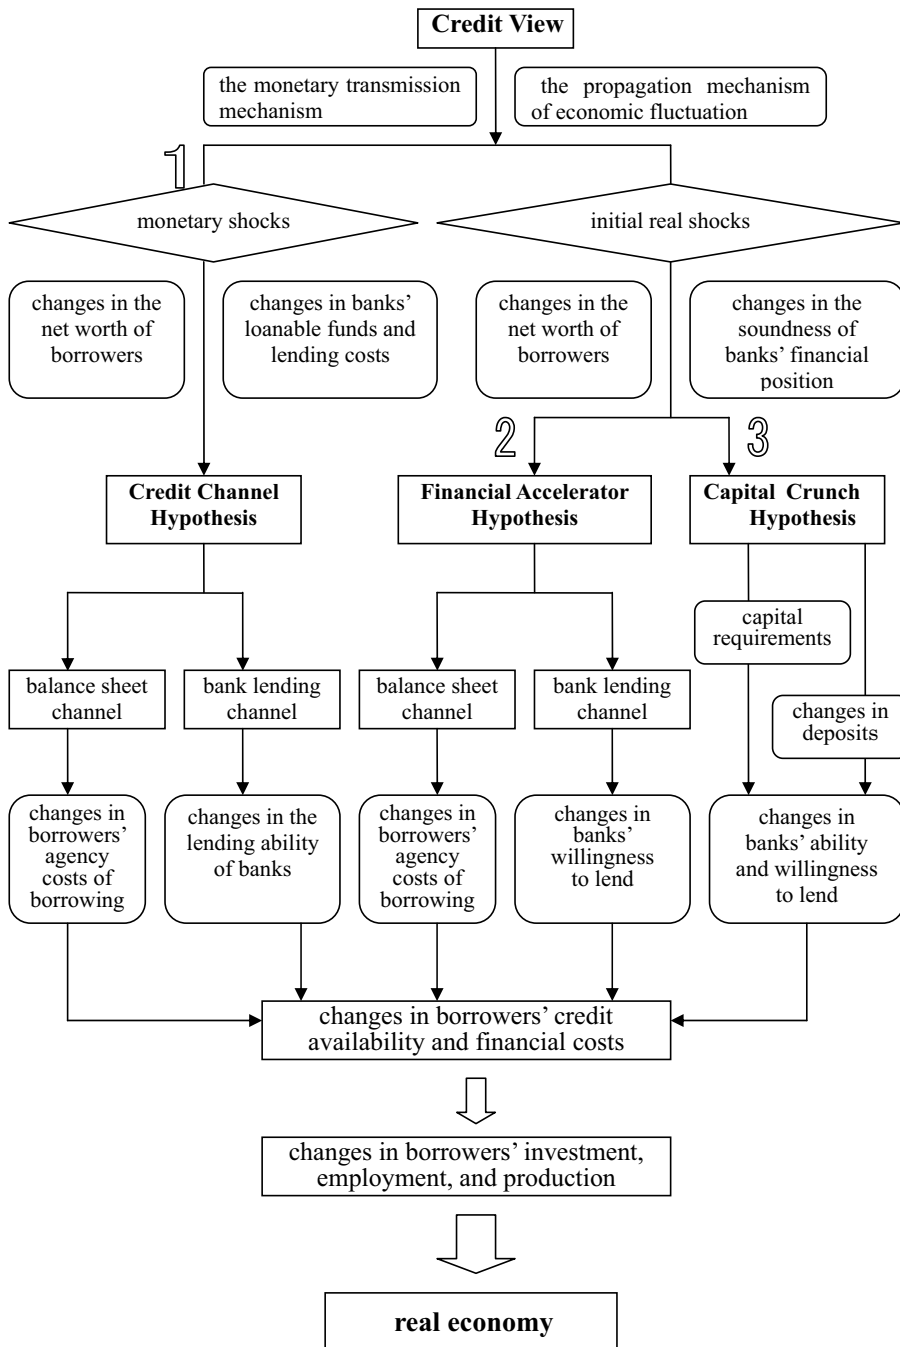 Credit View
the monetary transmission
mechanism
the propagation mechanism
of economic fluctuation
1
monetary shocks
initial real shocks
changes in the
net worth of
borrowers
changes in banks'
loanable funds and
lending costs
changes in the
net worth of
borrowers
changes in the
soundness of
banks' financial
position
2
3
Credit Channel
Hypothesis
Financial Accelerator
Hypothesis
Capital Crunch
Hypothesis
capital
requirements
balance sheet
channel
bank lending
channel
balance sheet
channel
bank lending
channel
changes in
deposits
changes in
borrowers'
agency
costs of
borrowing
changes in the
lending ability
of banks
changes in
borrowers'
agency
costs of
borrowing
changes in
banks'
willingness
to lend
changes in
banks' ability
and willingness
to lend
changes in borrowers' credit
availability and financial costs
changes in borrowers' investment,
employment, and production
real economy